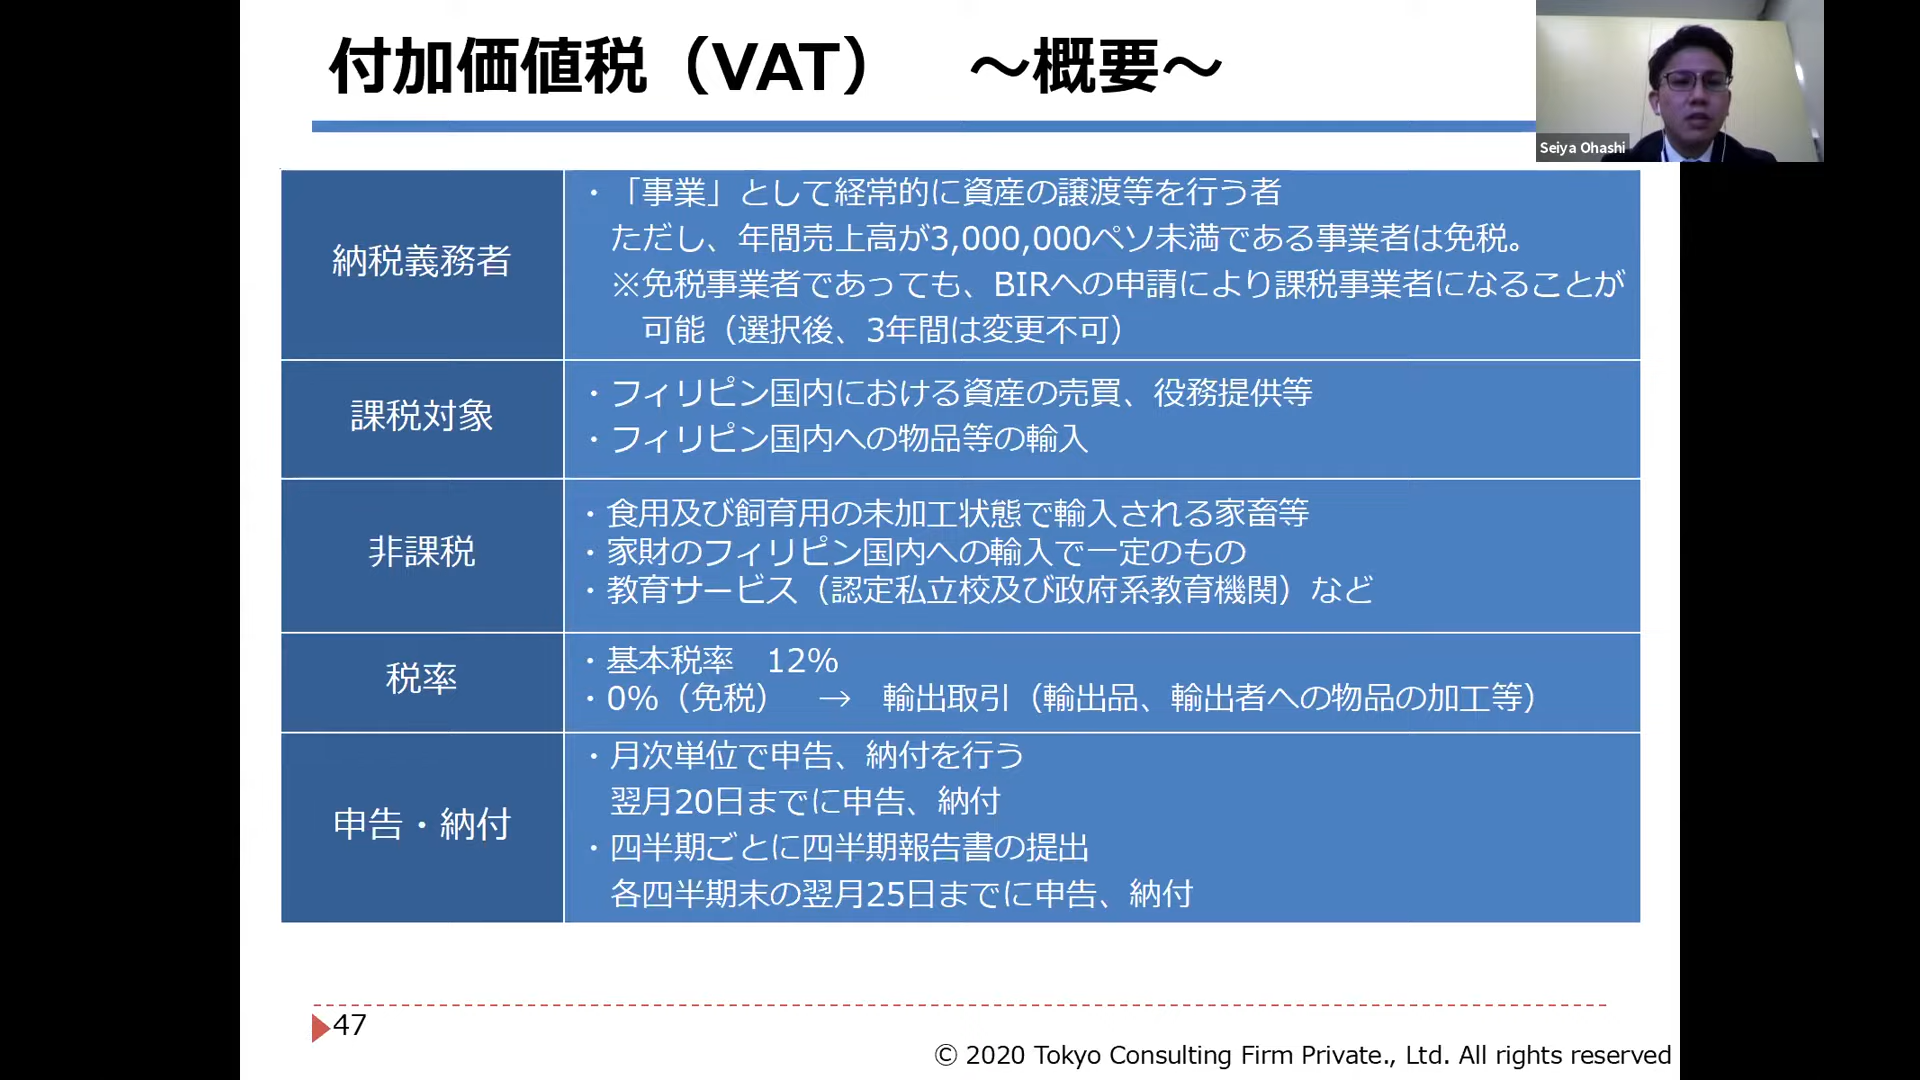 付加価値税（VAT）　～概要～
Seiya Ohashi
納税義務者
・「事業」として経常的に資産の譲渡等を行う者
ただし、年間売上高が3,000,000ペソ未満である事業者は免税。
※免税事業者であっても、BIRへの申請により課税事業者になることが
可能（選択後、3年間は変更不可）
課税対象
・フィリピン国内における資産の売買、役務提供等
・フィリピン国内への物品等の輸入
非課税
・食用及び飼育用の未加工状態で輸入される家畜等
・家財のフィリピン国内への輸入で一定のもの
・教育サービス（認定私立校及び政府系教育機関）など
税率
・基本税率　12%
・0%（免税）　→　輸出取引（輸出品、輸出者への物品の加工等）
申告・納付
・月次単位で申告、納付を行う
翌月20日までに申告、納付
・四半期ごとに四半期報告書の提出
各四半期末の翌月25日までに申告、納付
47
© 2020 Tokyo Consulting Firm Private., Ltd. All rights reserved